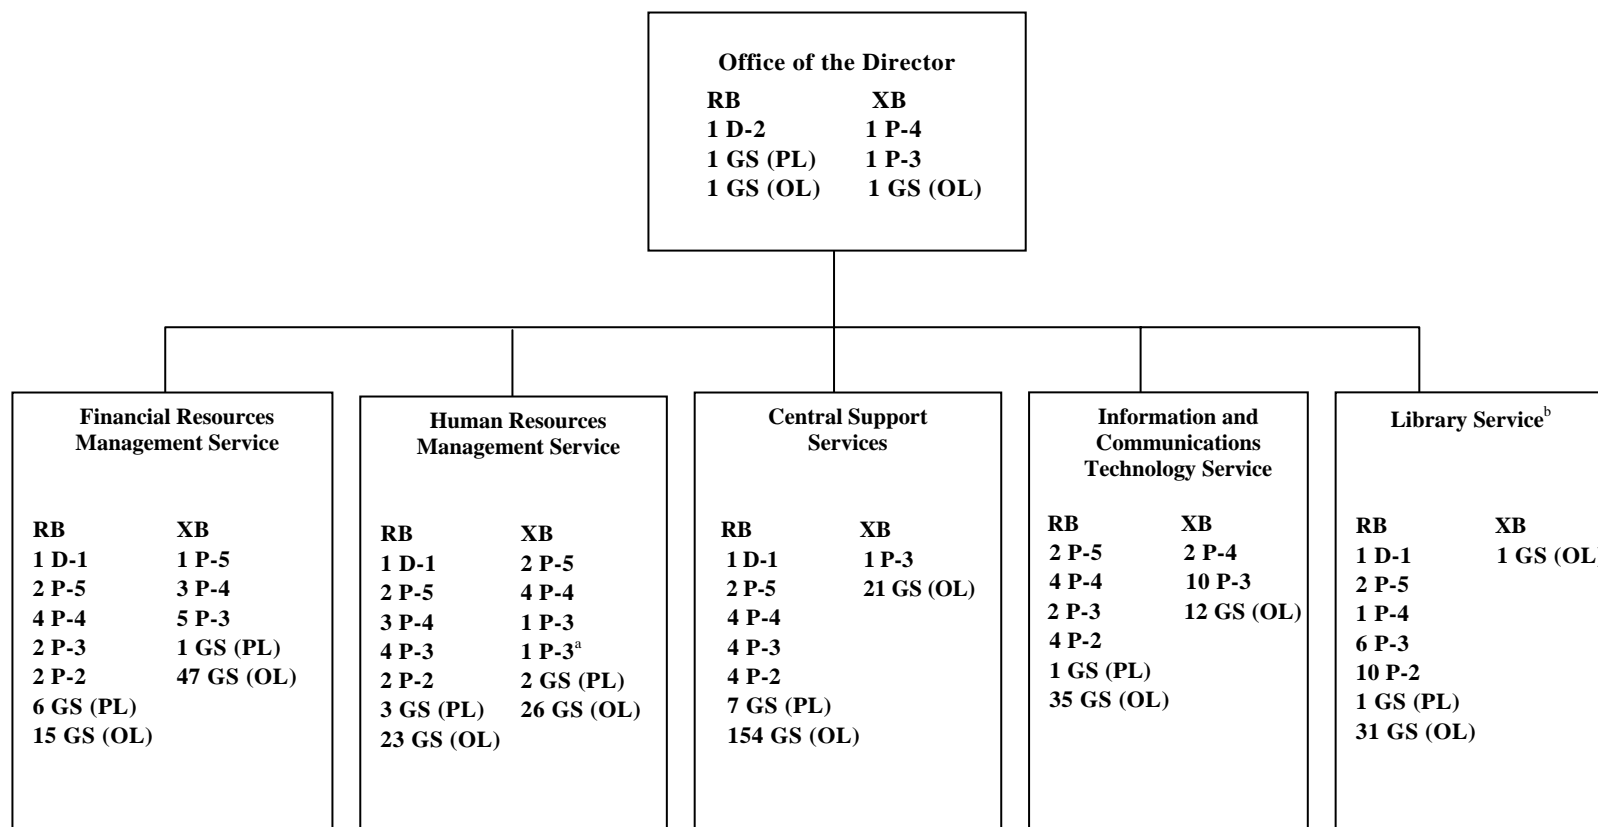 Office of the Director
RB XB
1 D-2 1 P-4
1 GS (PL) 1 P-3
1 GS (OL) 1 GS (OL)
Financial Resources
Management Service
RB XB
1 D-1 1 P-5
2 P-5 3 P-4
4 P-4 5 P-3
2 P-3 1 GS (PL)
2 P-2 47 GS (OL)
6 GS (PL)
15 GS (OL)
Human Resources
Management Service
RB XB
1 D-1 2 P-5
2 P-5 4 P-4
3 P-4 1 P-3
4 P-3 1 P-3a
2 P-2 2 GS (PL)
3 GS (PL) 26 GS (OL)
23 GS (OL)
Central Support
Services
RB XB
1 D-1 1 P-3
2 P-5 21 GS (OL)
4 P-4
4 P-3
4 P-2
7 GS (PL)
154 GS (OL)
Information and
Communications
Technology Service
RB XB
2 P-5 2 P-4
4 P-4 10 P-3
2 P-3 12 GS (OL)
4 P-2
1 GS (PL)
35 GS (OL)
Library Serviceb
RB XB
1 D-1 1 GS (OL)
2 P-5
1 P-4
6 P-3
10 P-2
1 GS (PL)
31 GS (OL)